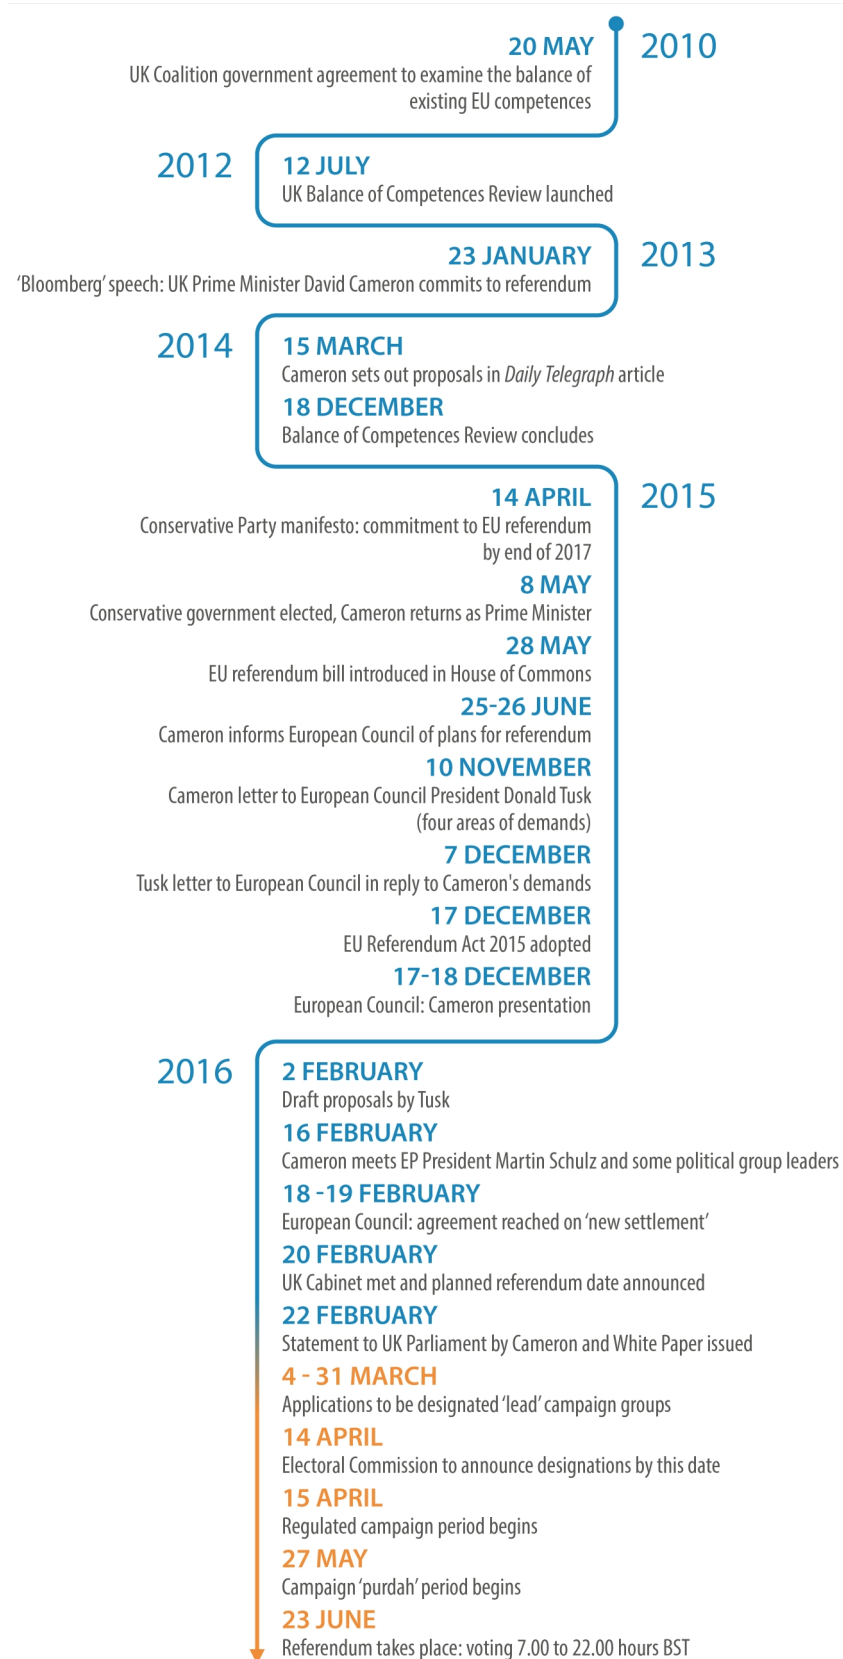 2010
20 MAY
UK Coalition government agreement to examine the balance of
existing EU competences
2012
12 JULY
UK Balance of Competences Review launched
2013
23 JANUARY
‘Bloomberg’ speech: UK Prime Minister David Cameron commits to referendum
2014
15 MARCH
Cameron sets out proposals in Daily Telegraph article
18 DECEMBER
Balance of Competences Review concludes
2015
14 APRIL
Conservative Party manifesto: commitment to EU referendum
by end of 2017
8 MAY
Conservative government elected, Cameron returns as Prime Minister
28 MAY
EU referendum bill introduced in House of Commons
25-26 JUNE
Cameron informs European Council of plans for referendum
10 NOVEMBER
Cameron letter to European Council President Donald Tusk
(four areas of demands)
7 DECEMBER
Tusk letter to European Council in reply to Cameron's demands
17 DECEMBER
EU Referendum Act 2015 adopted
17-18 DECEMBER
European Council: Cameron presentation
2016
2 FEBRUARY
Draft proposals by Tusk
16 FEBRUARY
Cameron meets EP President Martin Schulz and some political group leaders
18 -19 FEBRUARY
European Council: agreement reached on ‘new settlement’
20 FEBRUARY
UK Cabinet met and planned referendum date announced
22 FEBRUARY
Statement to UK Parliament by Cameron and White Paper issued
4 - 31 MARCH
Applications to be designated ‘lead’ campaign groups
14 APRIL
Electoral Commission to announce designations by this date
15 APRIL
Regulated campaign period begins
27 MAY
Campaign ‘purdah’ period begins
23 JUNE
Referendum takes place: voting 7.00 to 22.00 hours BST